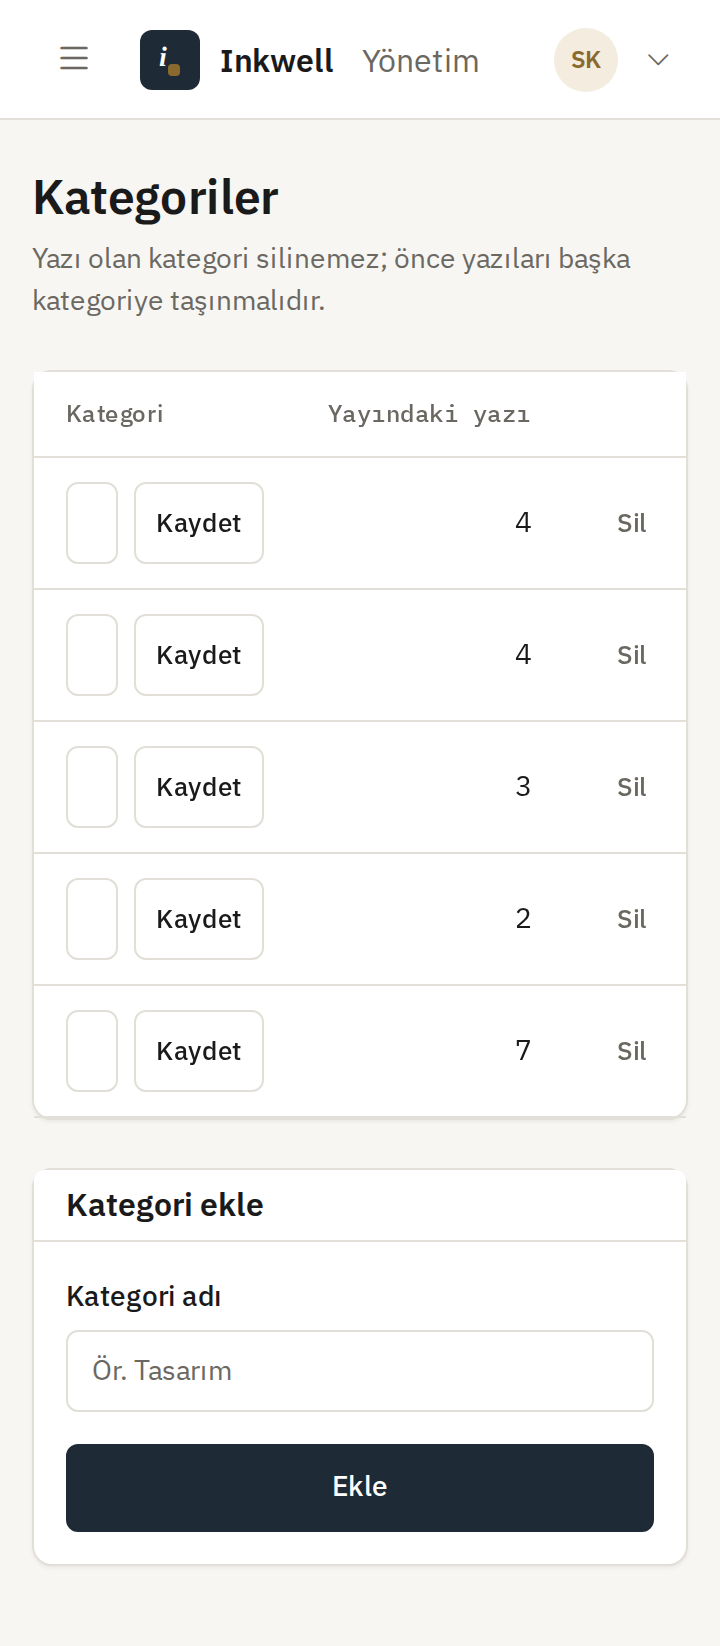 i
Inkwell Yönetim SK
Kategoriler
Yazı olan kategori silinemez; önce yazıları başka
kategoriye taşınmalıdır.
Kategori Yayındaki yazı
Kaydet 4 Sil
Kaydet 4 Sil
Kaydet 3 Sil
Kaydet 2 Sil
Kaydet 7 Sil
Kategori ekle
Kategori adı
Ör. Tasarım
Ekle